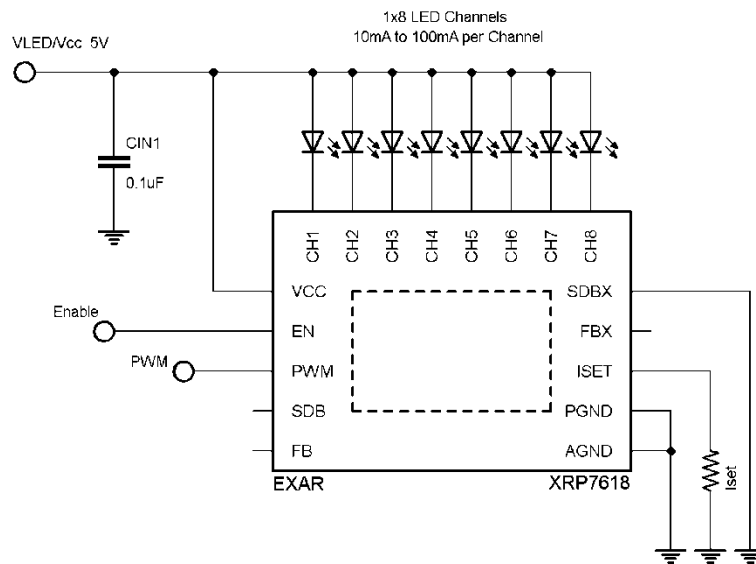 1x8 LED Channels
10mA to 100mA per Channel
VLED/Vcc 5V
CIN1
0.1uF
CH1
CH2
CH3
CH4
CH5
CH6
CH7
CH8
VCC
SDBX
Enable
EN
FBX
PWM
PWM
ISET
SDB
PGND
FB
AGND
Iset
EXAR
XRP7618